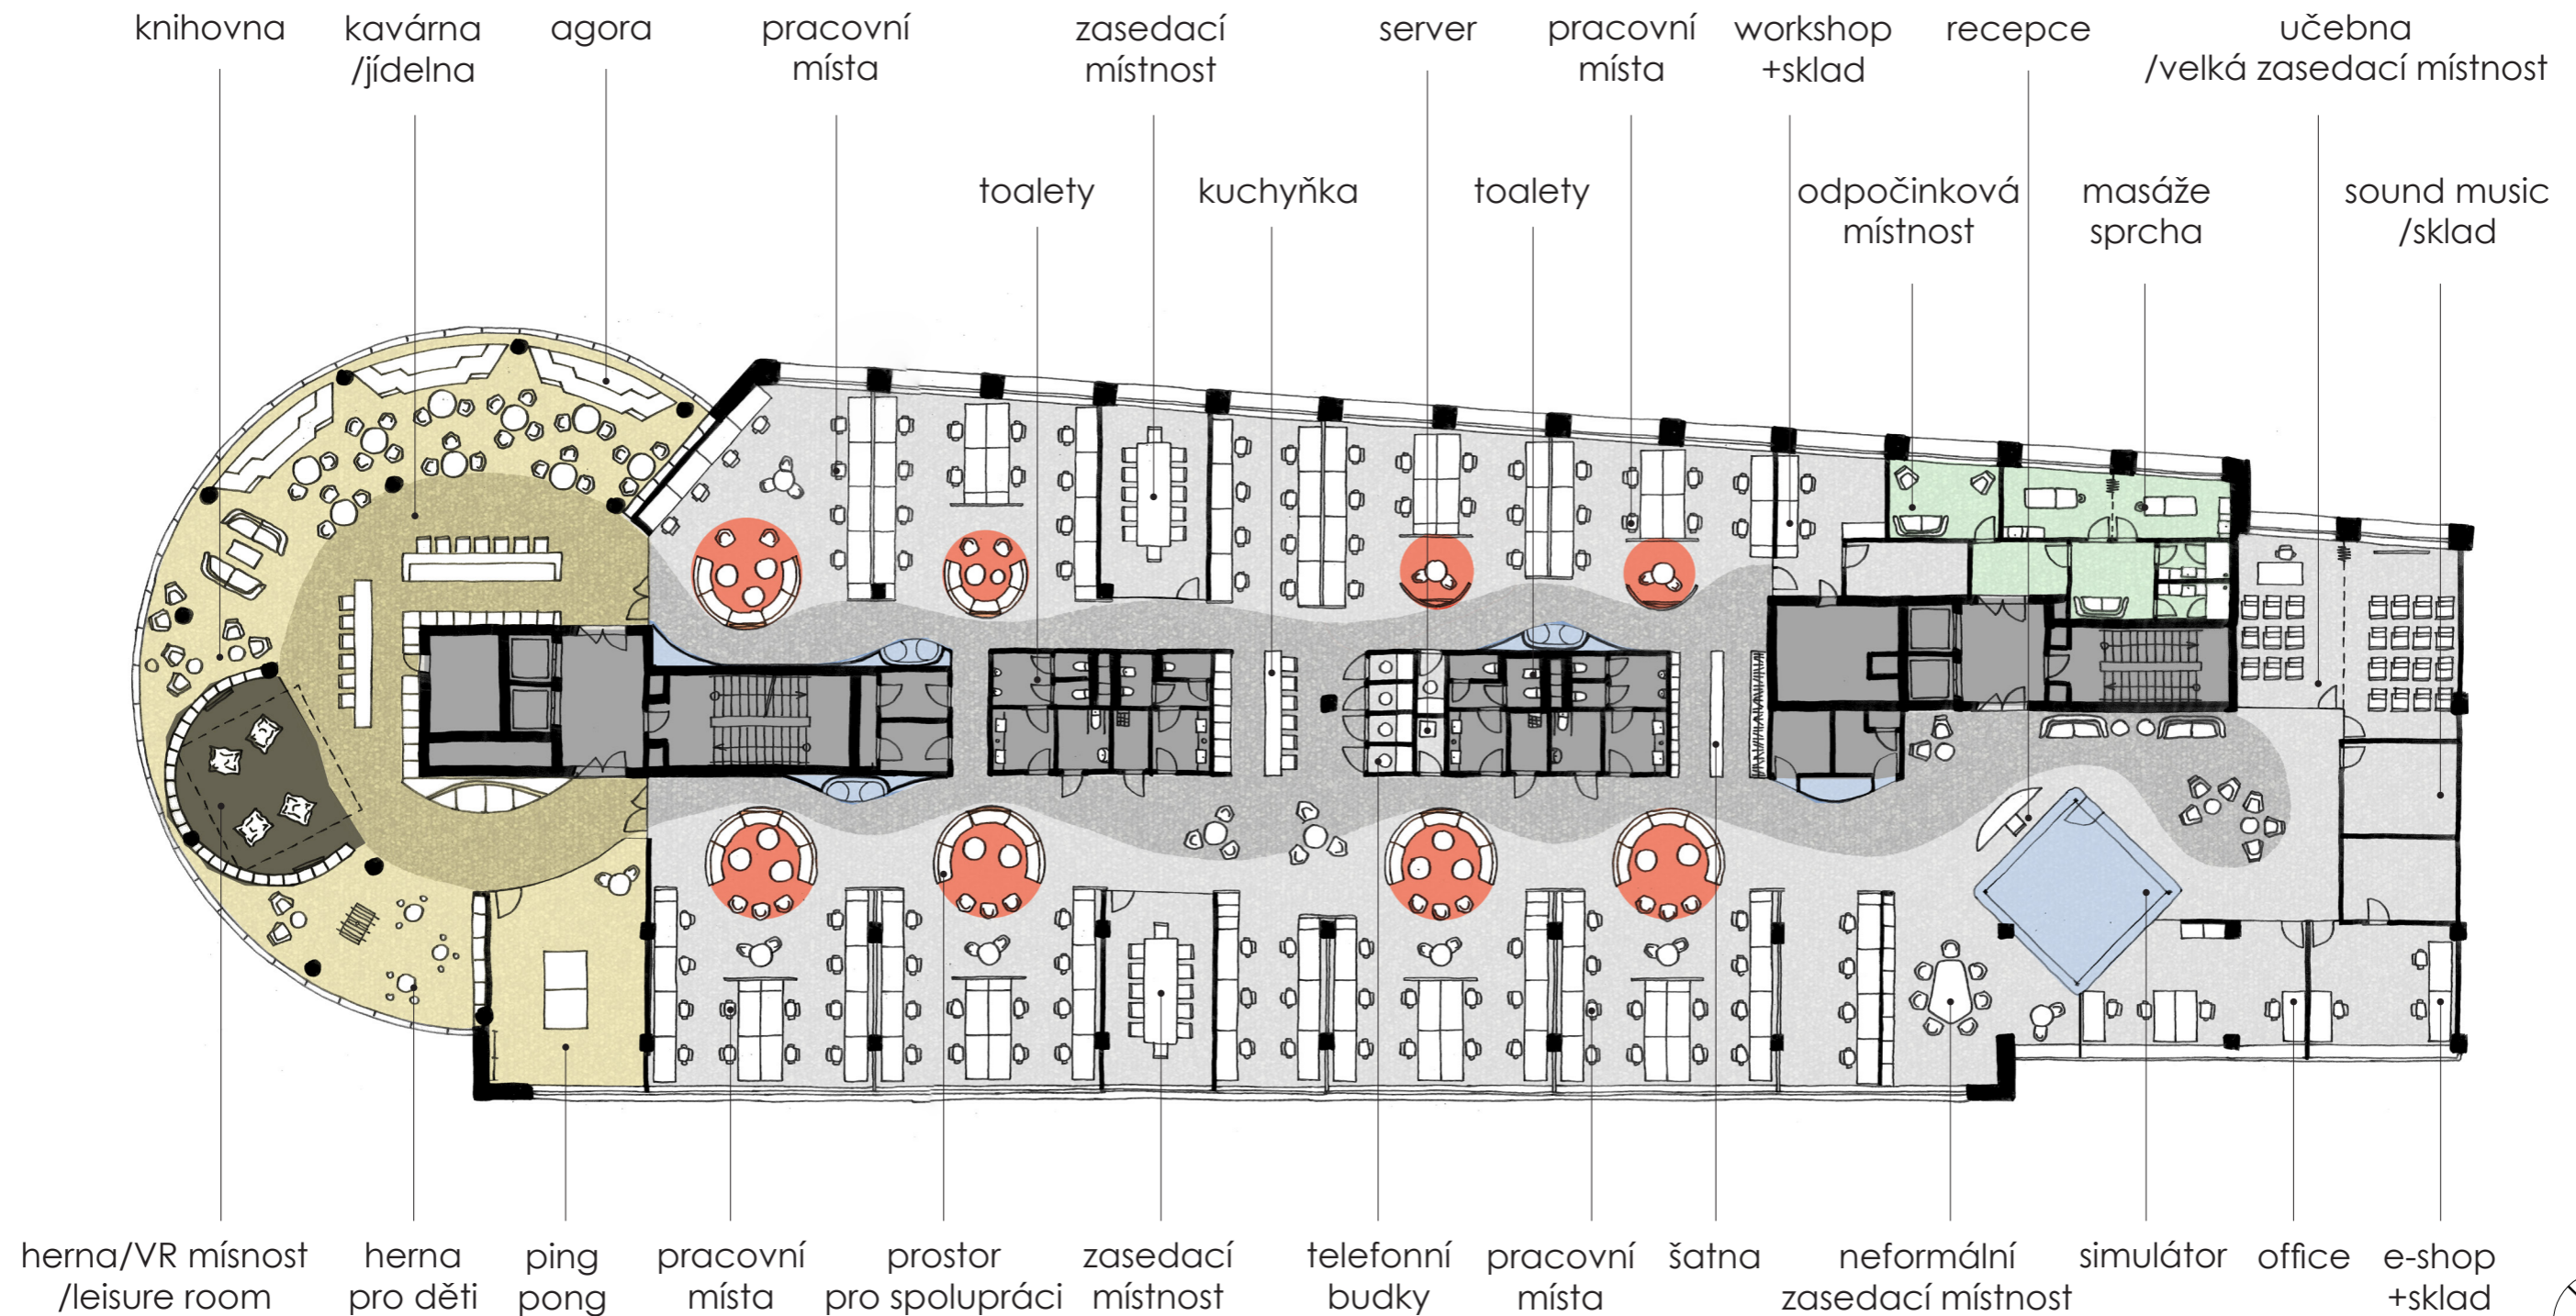 knihovna
kavárna
/jídelna
agora
pracovní
místa
zasedací
místnost
server
pracovní
místa
workshop
+sklad
recepce
učebna
/velká zasedací místnost
toalety
kuchyňka
toalety
odpočinková
místnost
masáže
sprcha
sound music
/sklad
herna/VR mísnost
/leisure room
herna
pro děti
ping
pong
pracovní
místa
prostor
pro spolupráci
zasedací
místnost
telefonní
budky
pracovní
místa
šatna
neformální
zasedací místnost
simulátor
office
e-shop
+sklad